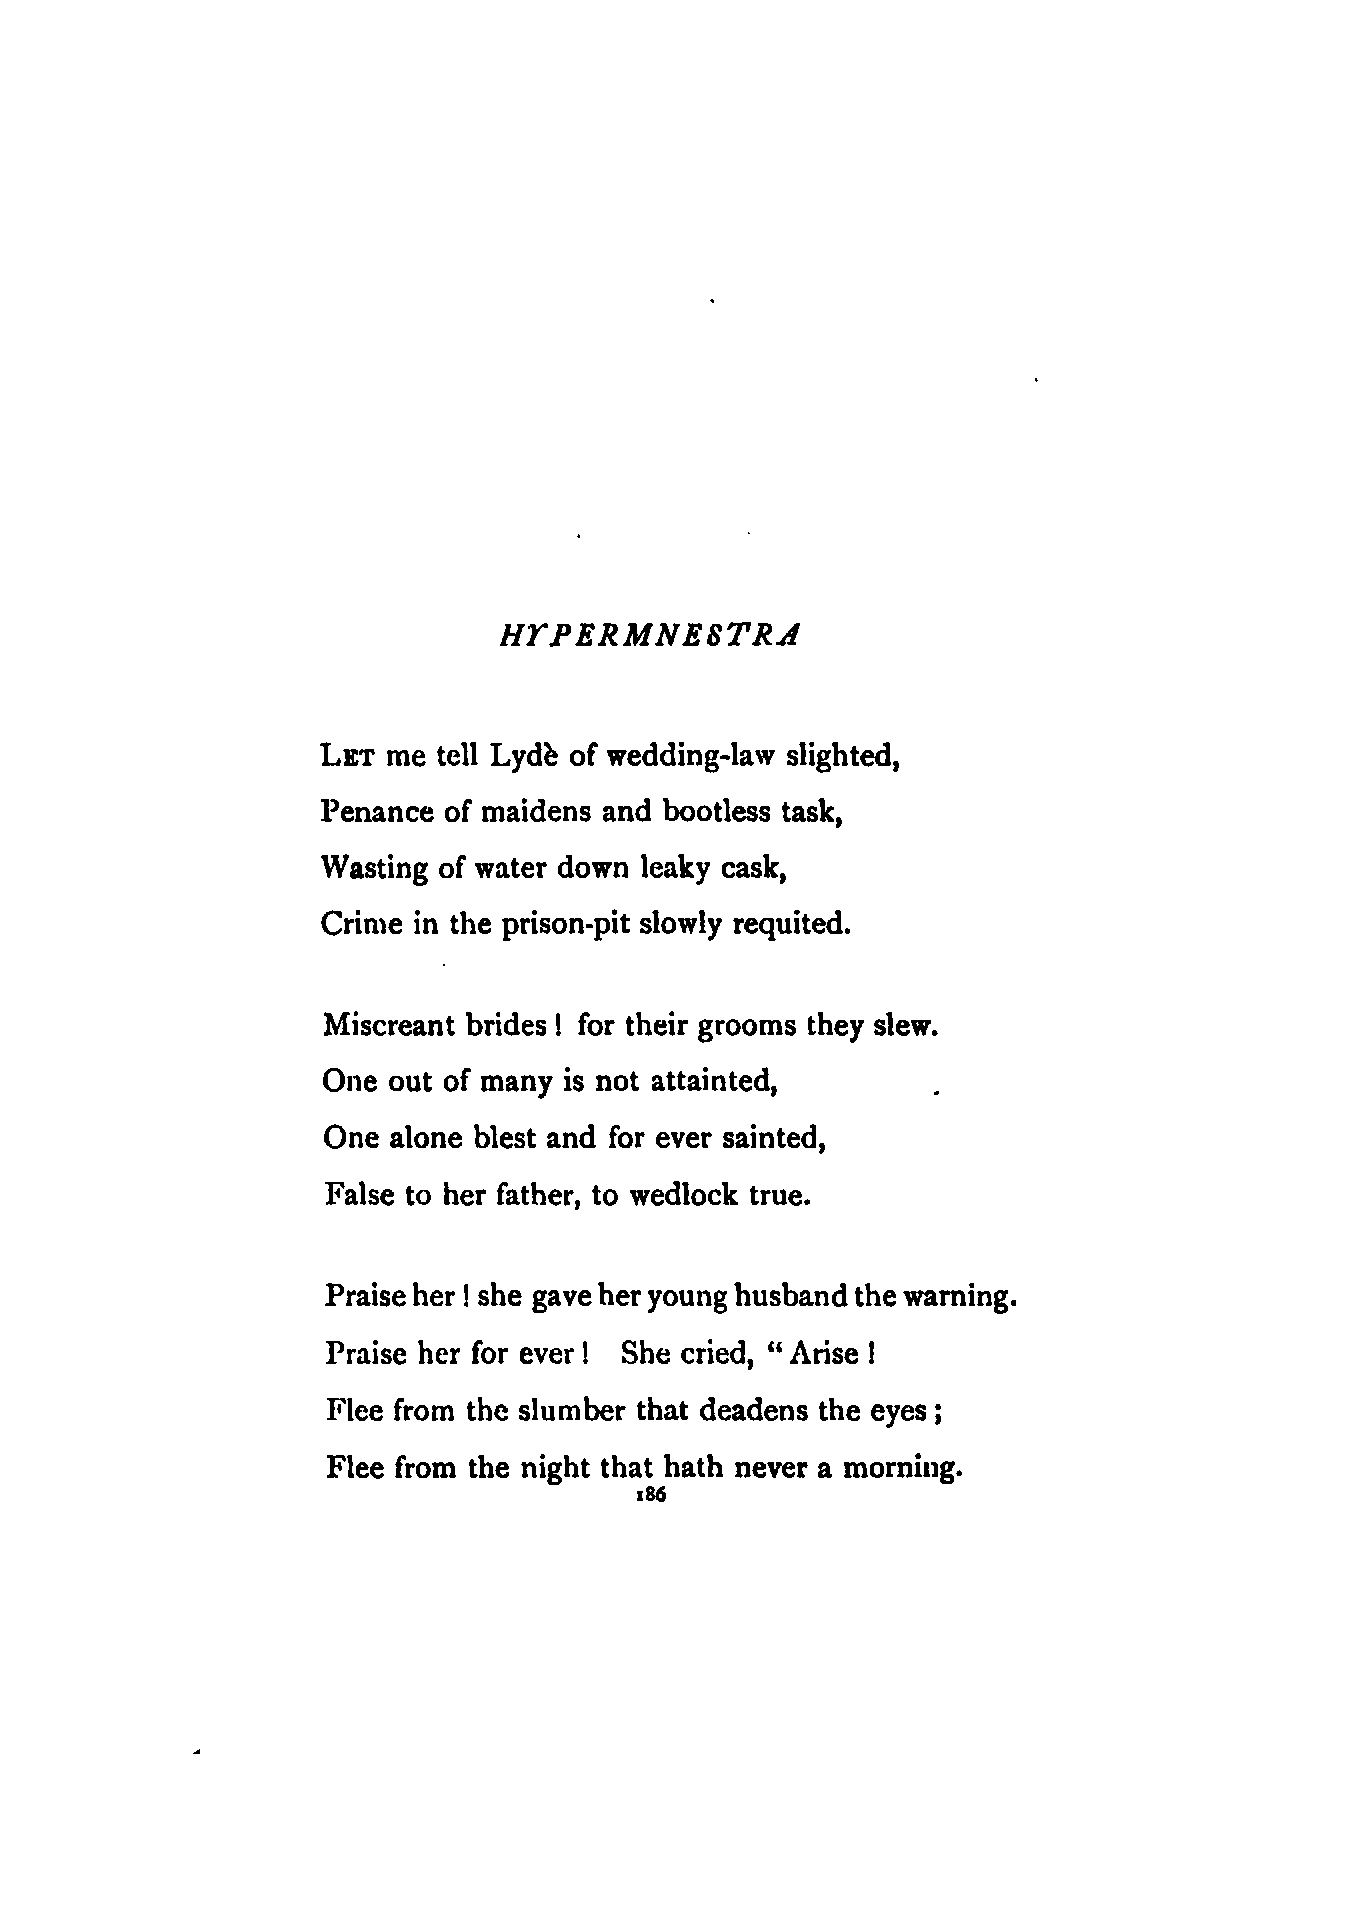 HYPERMNESTRA
LET me tell Lydè of wedding-law slighted,
Penance of maidens and bootless task,
Wasting of water down leaky cask,
Crime in the prison-pit slowly requited.
Miscreant brides! for their grooms they slew.
One out of many is not attainted,
One alone blest and for ever sainted,
False to her father, to wedlock true.
Praise her! she gave her young husband the warning.
Praise her for ever! She cried, “Arise!
Flee from the slumber that deadens the eyes;
Flee from the night that hath never a morning.
186